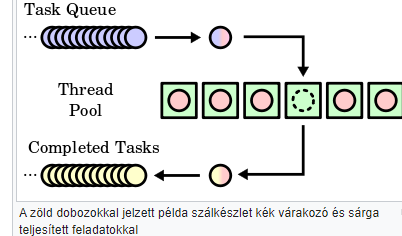 Task Queue
...
Thread
Pool
Completed Tasks
...
A zöld dobozokkal jelzett példa szálkészlet kék várakozó és sárga
teljesített feladatokkal